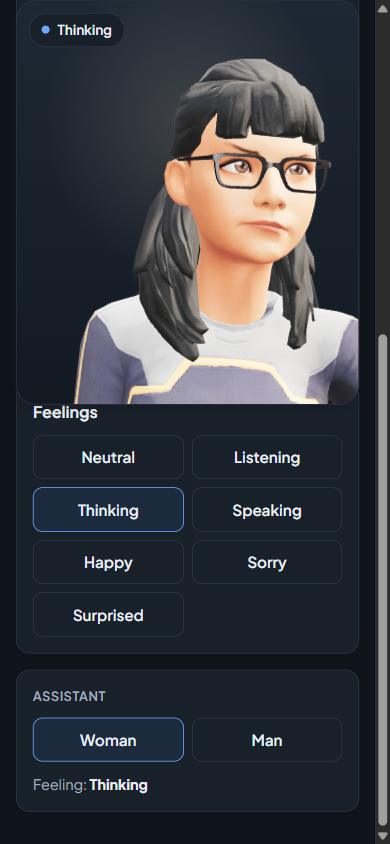 Thinking
Feelings
Neutral
Listening
Thinking
Speaking
Happy
Sorry
Surprised
ASSISTANT
Woman
Man
Feeling: Thinking